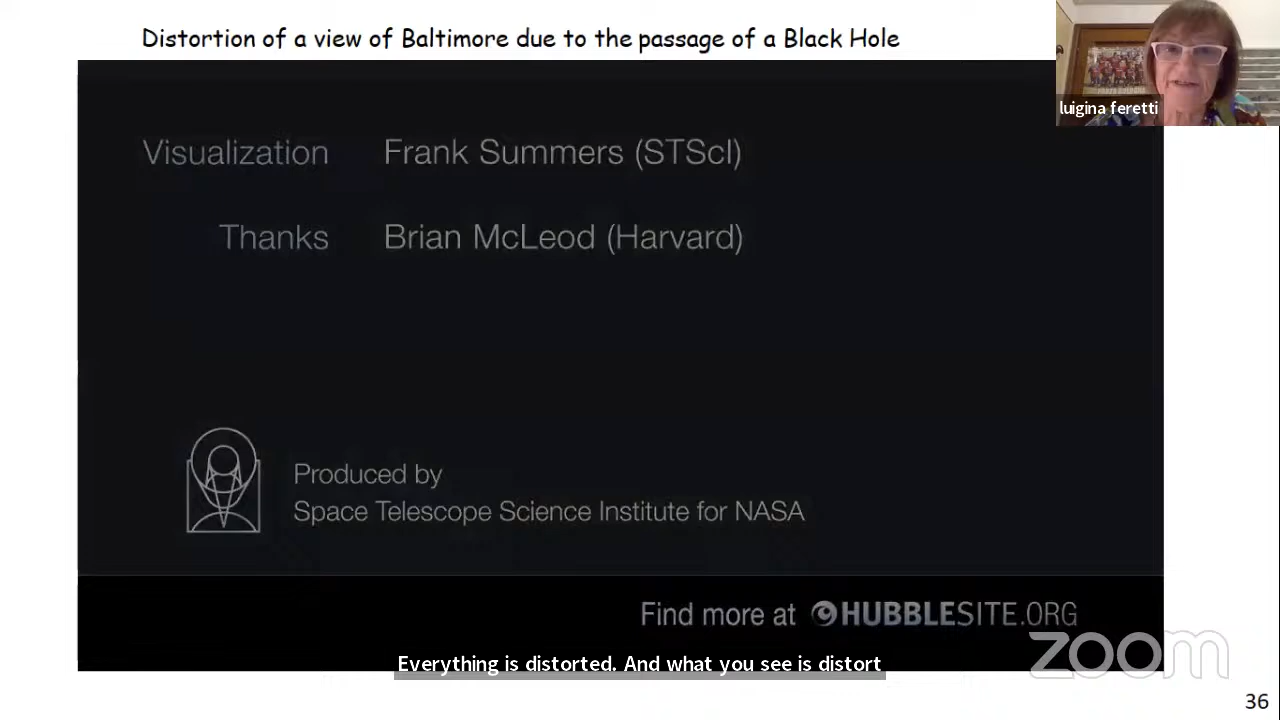 Distortion of a view of Baltimore due to the passage of a Black Hole
luigina feretti
Visualization Frank Summers (STScI)
Thanks Brian McLeod (Harvard)
Produced by
Space Telescope Science Institute for NASA
Find more at HUBBLESITE.ORG
zoom
Everything is distorted. And what you see is distort
36